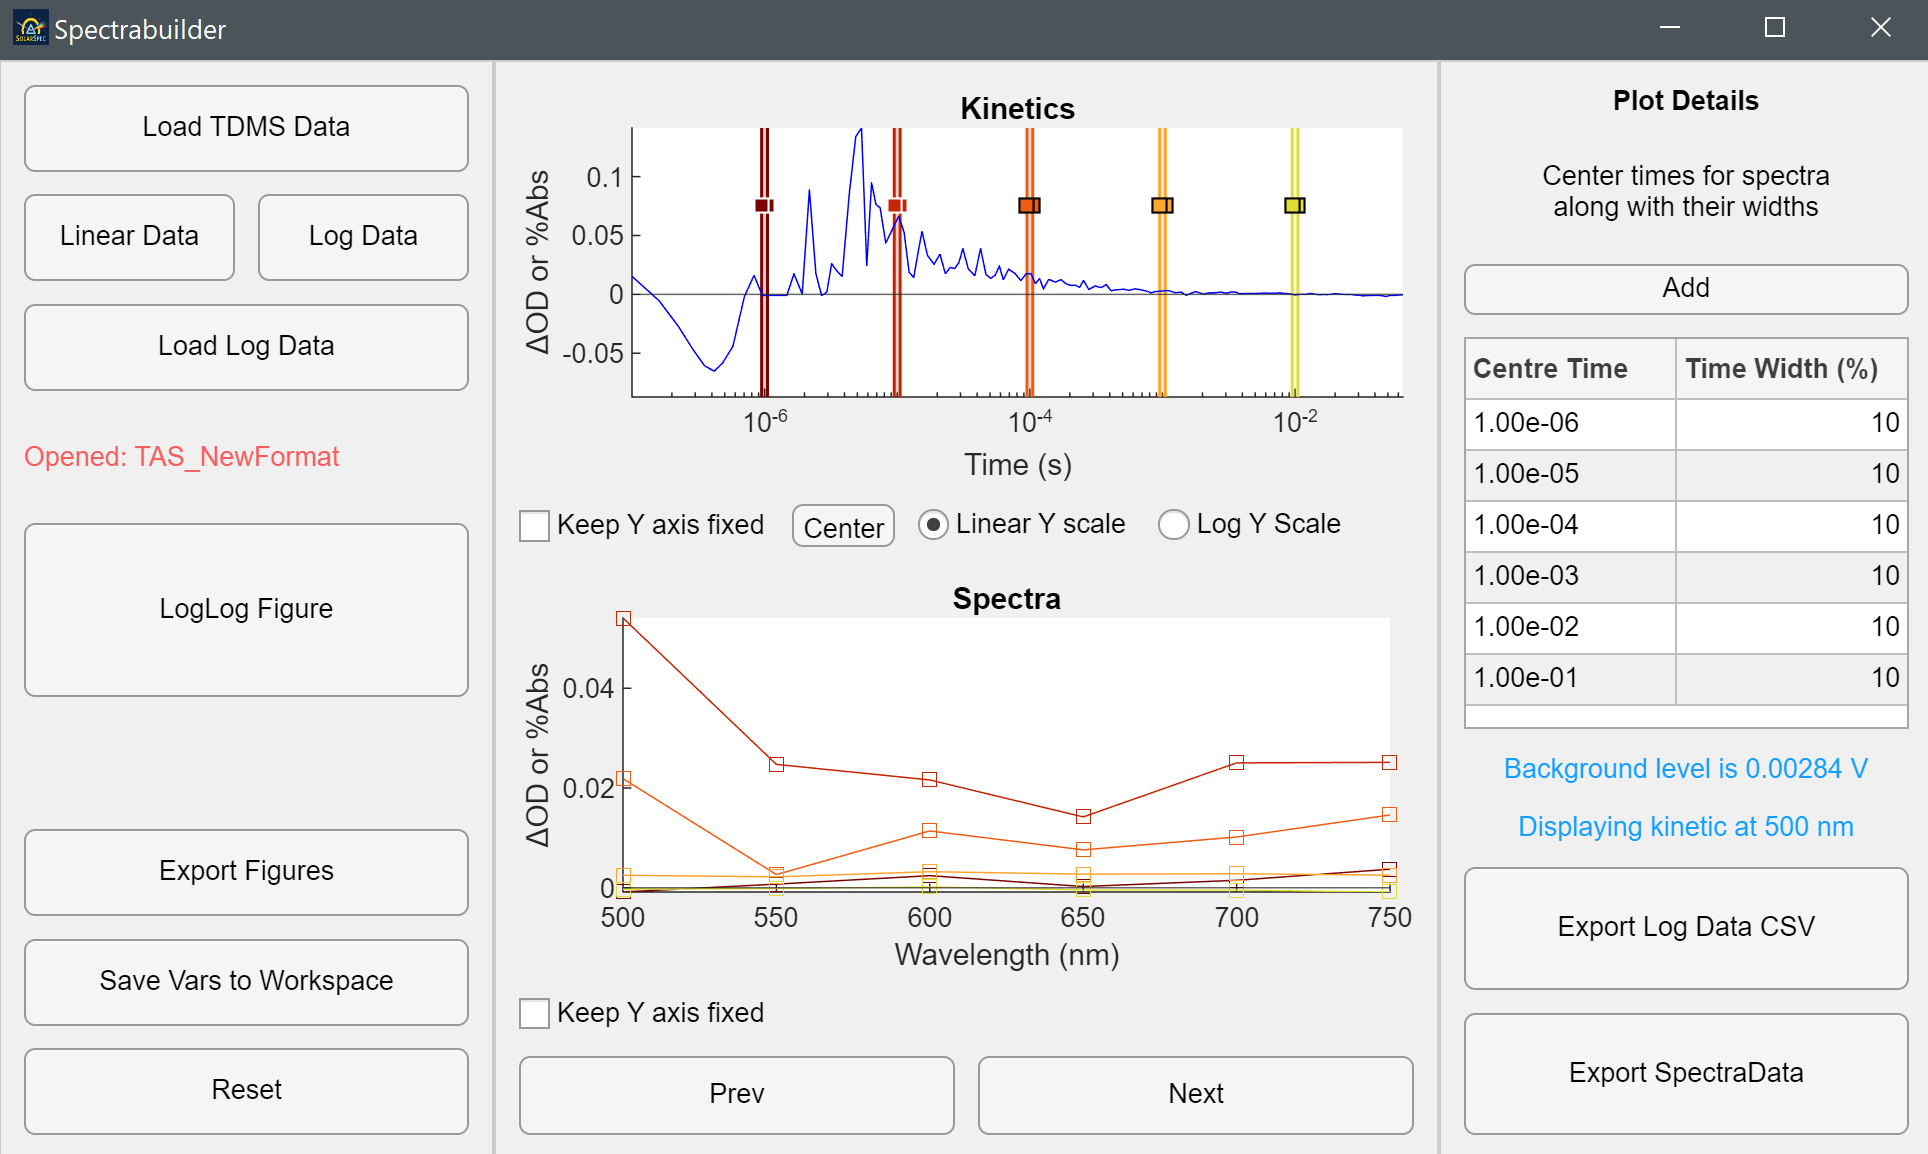 SOLARSPEC
Spectrabuilder
Load TDMS Data
Linear Data
Log Data
Load Log Data
Opened: TAS_NewFormat
LogLog Figure
Export Figures
Save Vars to Workspace
Reset
Kinetics
ΔOD or %Abs
0.1
0.05
0
-0.05
10-6
10-4
10-2
Time (s)
Keep Y axis fixed
Center
Linear Y scale
Log Y Scale
Spectra
ΔOD or %Abs
0.04
0.02
0
500 550 600 650 700 750
Wavelength (nm)
Keep Y axis fixed
Prev
Next
Plot Details
Center times for spectra
along with their widths
Add
Centre Time Time Width (%)
1.00e-06 10
1.00e-05 10
1.00e-04 10
1.00e-03 10
1.00e-02 10
1.00e-01 10
Background level is 0.00284 V
Displaying kinetic at 500 nm
Export Log Data CSV
Export SpectraData